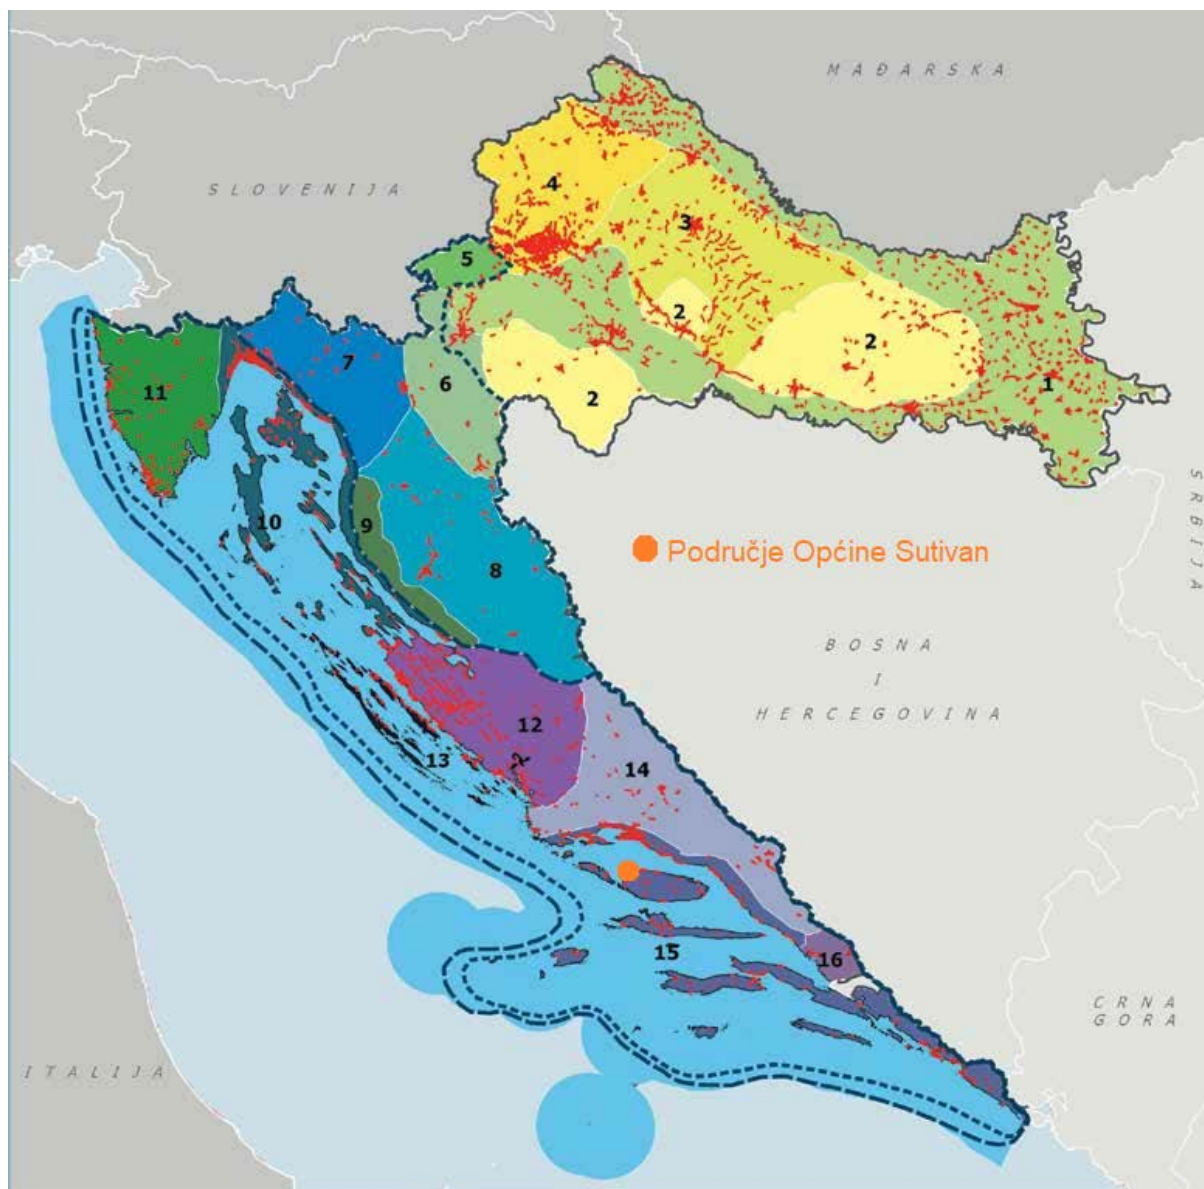 MAĐARSKA
SLOVENIJA
4
3
5
2
2
7
11
6
2
1
10
9
8
SRBIJA
Područje Općine Sutivan
BOSNA
I
HERCEGOVINA
12
13
14
15
16
CRNA
GORA
ITALIJA